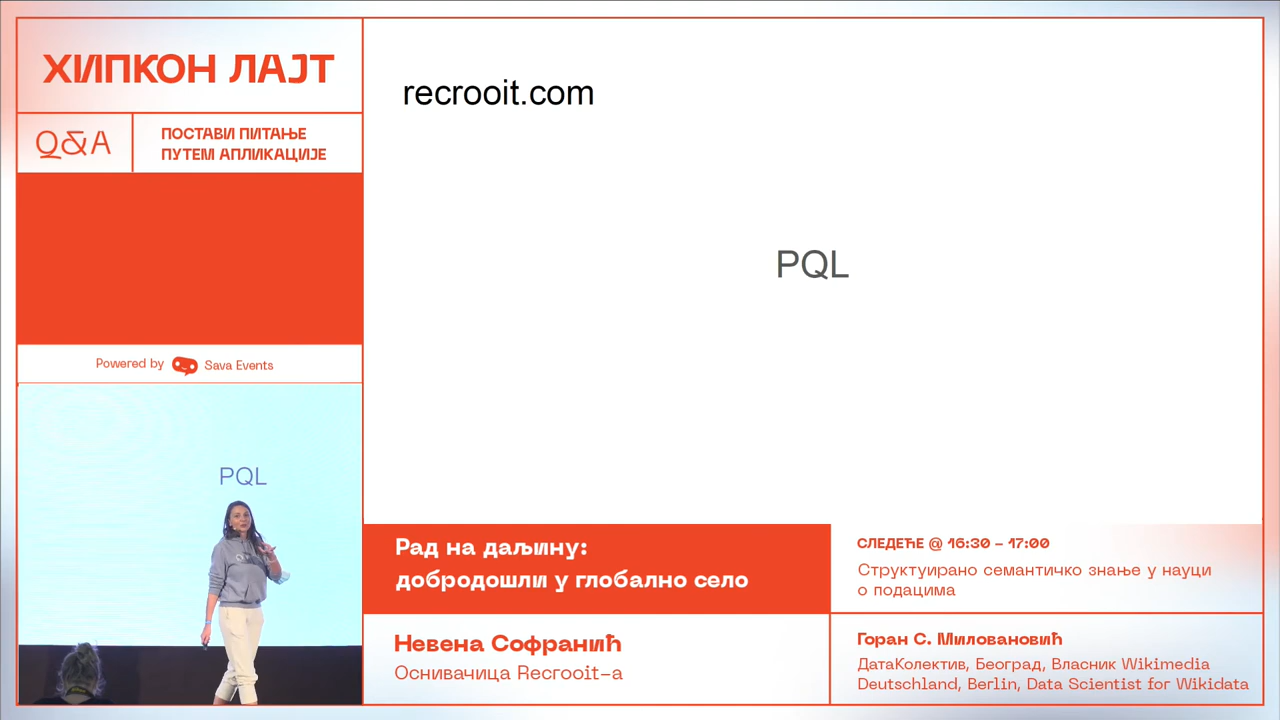 ХИПКОН ЛАЈТ
Q&A
ПОСТАВИ ПИТАЊЕ
ПУТЕМ АПЛИКАЦИЈЕ
Powered by Sava Events
PQL
recrooit.com
PQL
Рад на даљину:
добродошли у глобално село
Невена Софранић
Оснивачица Recrooit-а
СЛЕДЕЋЕ @ 16:30 - 17:00
Структуирано семантичко знање у науци
о подацима
Горан С. Миловановић
ДатаКолектив, Београд, Власник Wikimedia
Deutschland, Berlin, Data Scientist for Wikidata